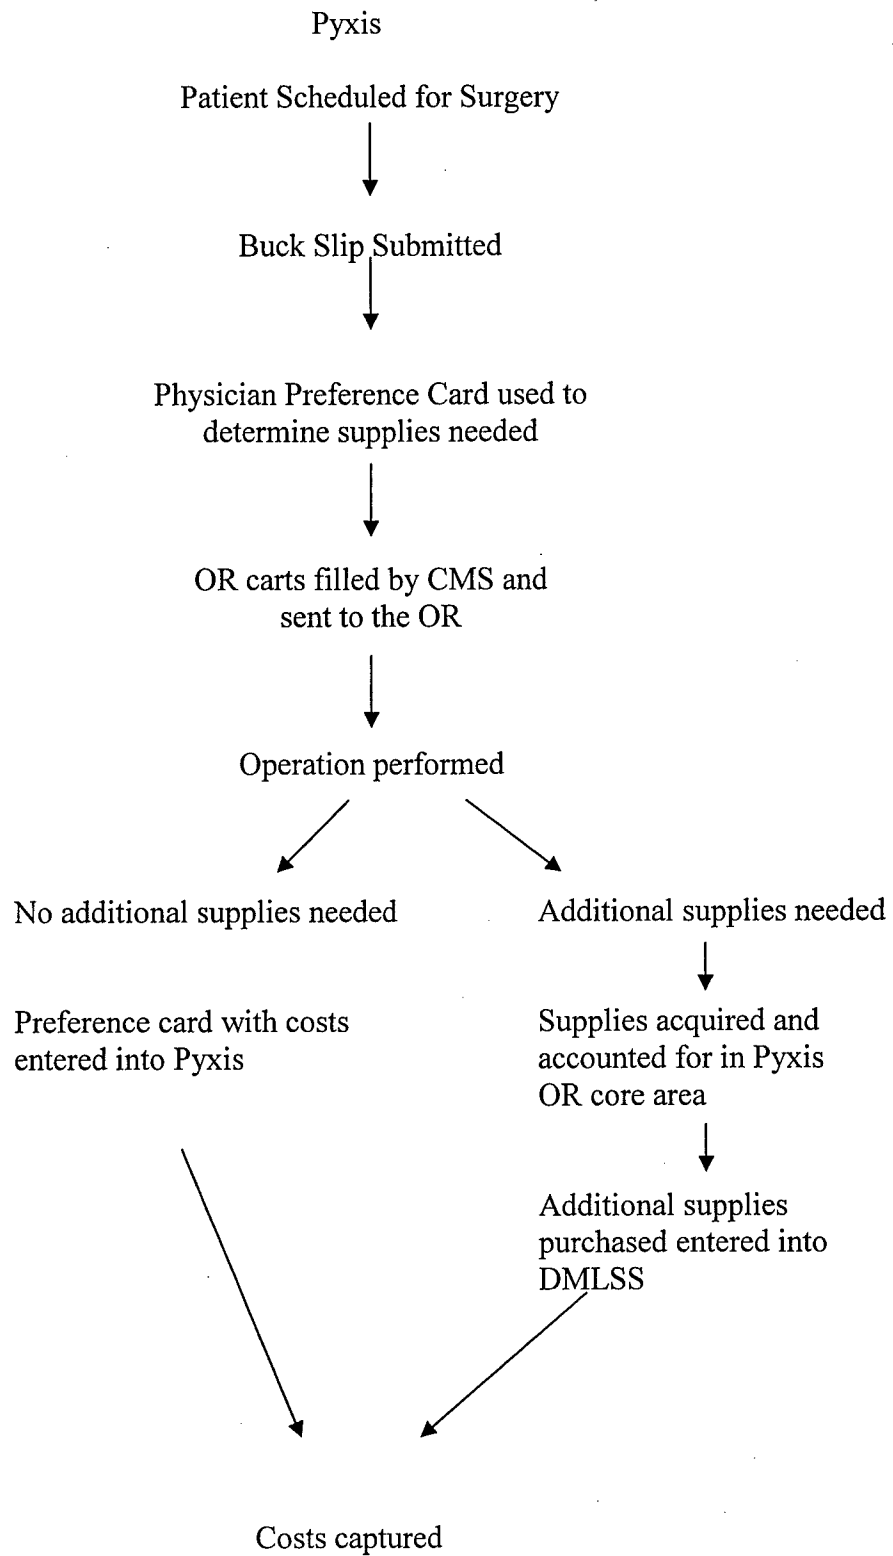 Pyxis
Patient Scheduled for Surgery
Buck Slip Submitted
Physician Preference Card used to
determine supplies needed
OR carts filled by CMS and
sent to the OR
Operation performed
No additional supplies needed
Additional supplies needed
Preference card with costs
entered into Pyxis
Supplies acquired and
accounted for in Pyxis
OR core area
Additional supplies
purchased entered into
DMLSS
Costs captured